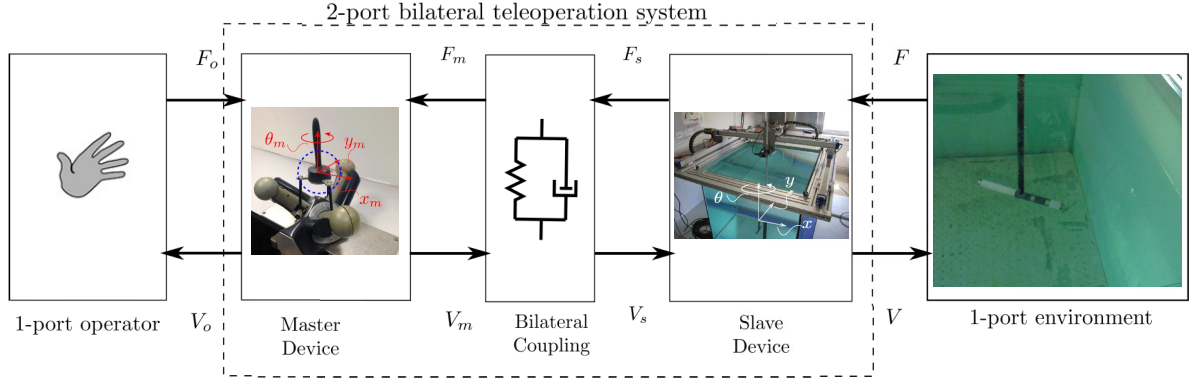 2-port bilateral teleoperation system
F_o
F_m
F_s
F
θ_m
y_m
x_m
y
θ
x
V_o
V_m
V_s
V
1-port operator
Master
Device
Bilateral
Coupling
Slave
Device
1-port environment